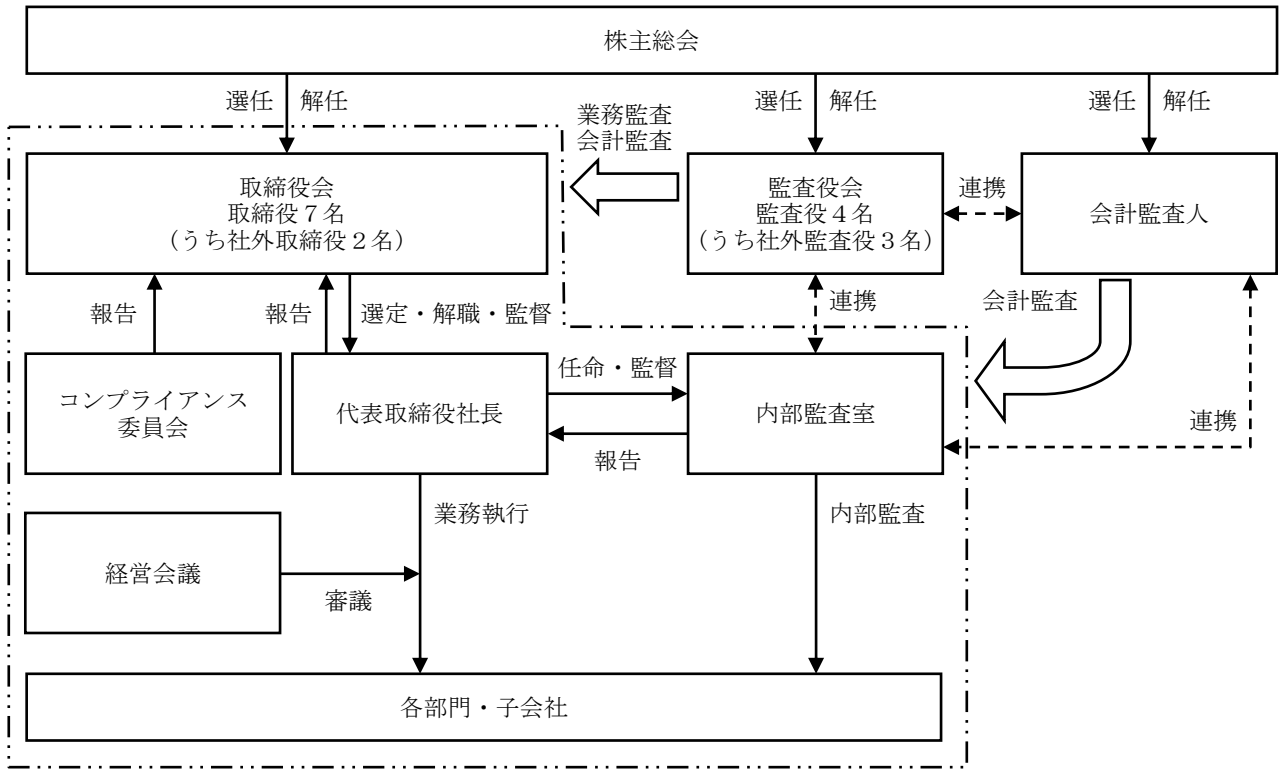 株主総会
選任
解任
選任
解任
選任
解任
業務監査
会計監査
取締役会
取締役7名
(うち社外取締役2名)
監査役会
監査役4名
(うち社外監査役3名)
連携
会計監査人
報告
報告
選定・解職・監督
連携
会計監査
コンプライアンス
委員会
代表取締役社長
任命・監督
報告
内部監査室
連携
業務執行
内部監査
経営会議
審議
各部門・子会社